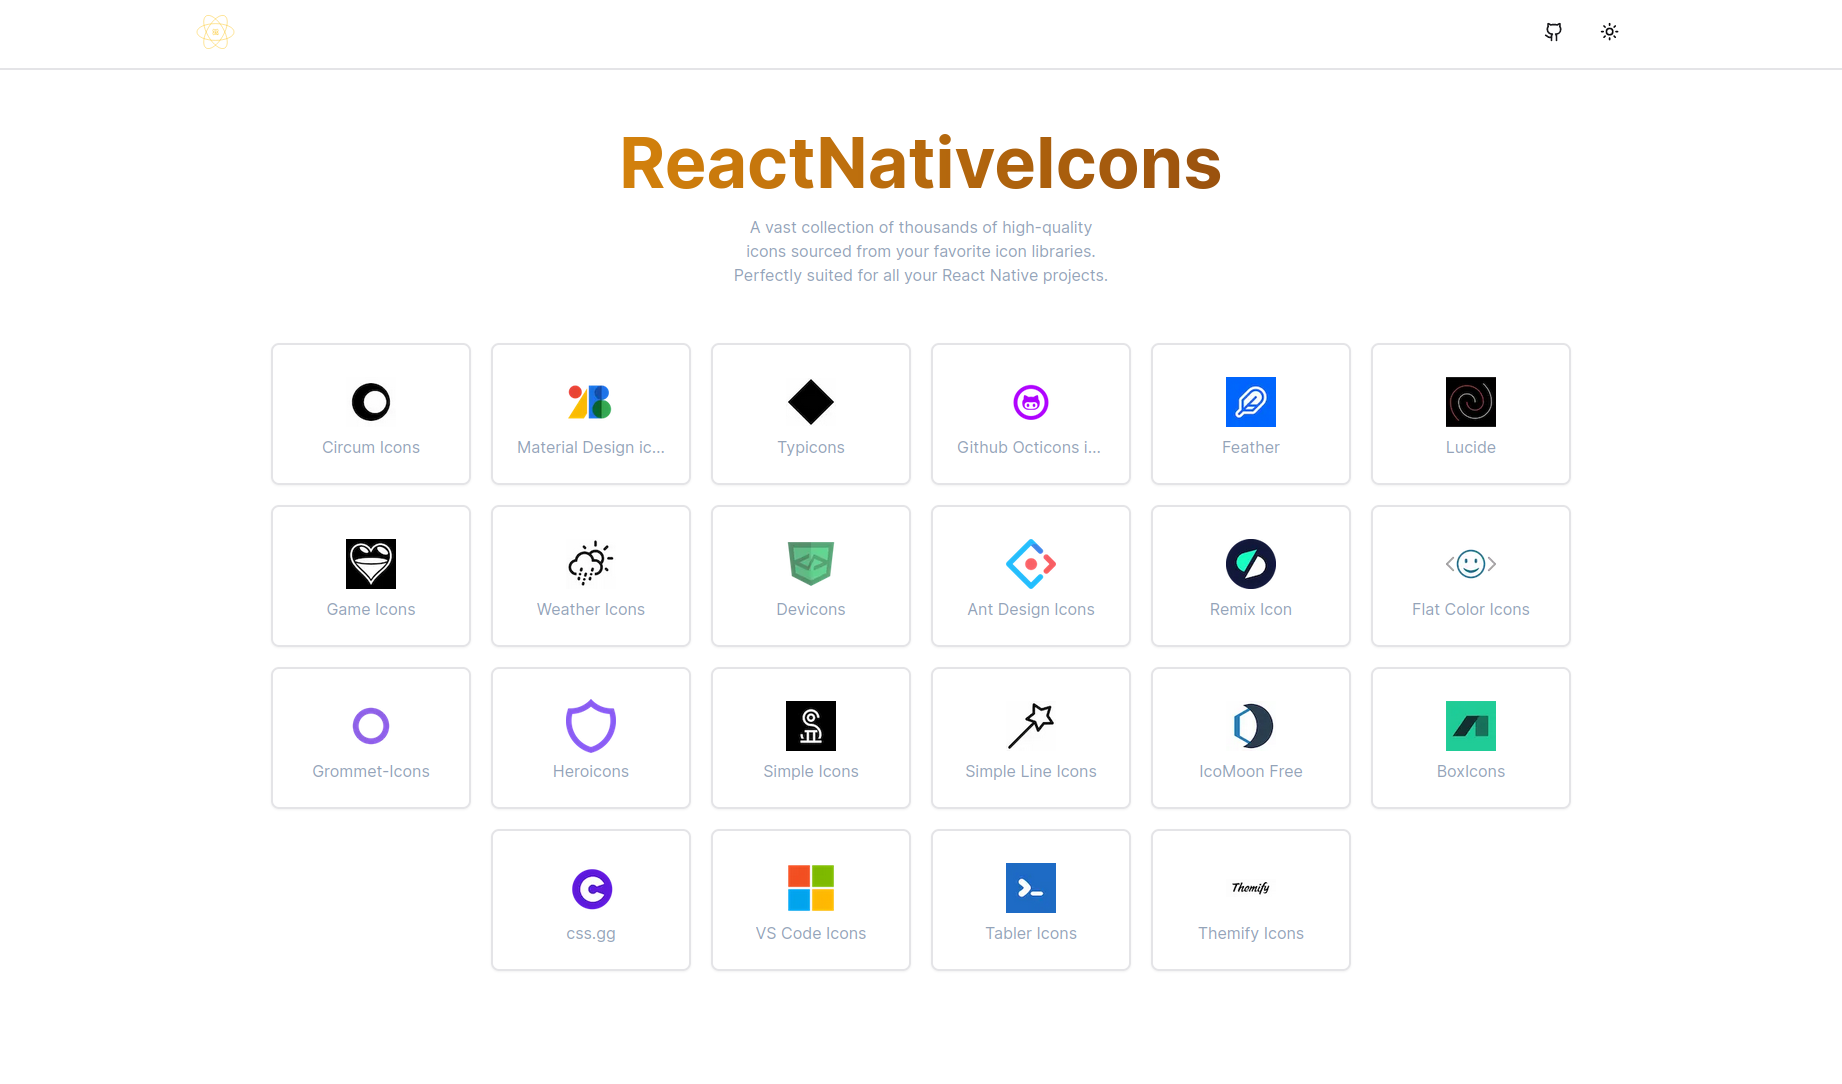 ReactNativeIcons
A vast collection of thousands of high-quality
icons sourced from your favorite icon libraries.
Perfectly suited for all your React Native projects.
Circum Icons
Material Design ic...
Typicons
Github Octicons i...
Feather
Lucide
Game Icons
Weather Icons
Devicons
Ant Design Icons
Remix Icon
Flat Color Icons
Grommet-Icons
Heroicons
Simple Icons
Simple Line Icons
IcoMoon Free
BoxIcons
css.gg
VS Code Icons
Tabler Icons
Themify
Themify Icons